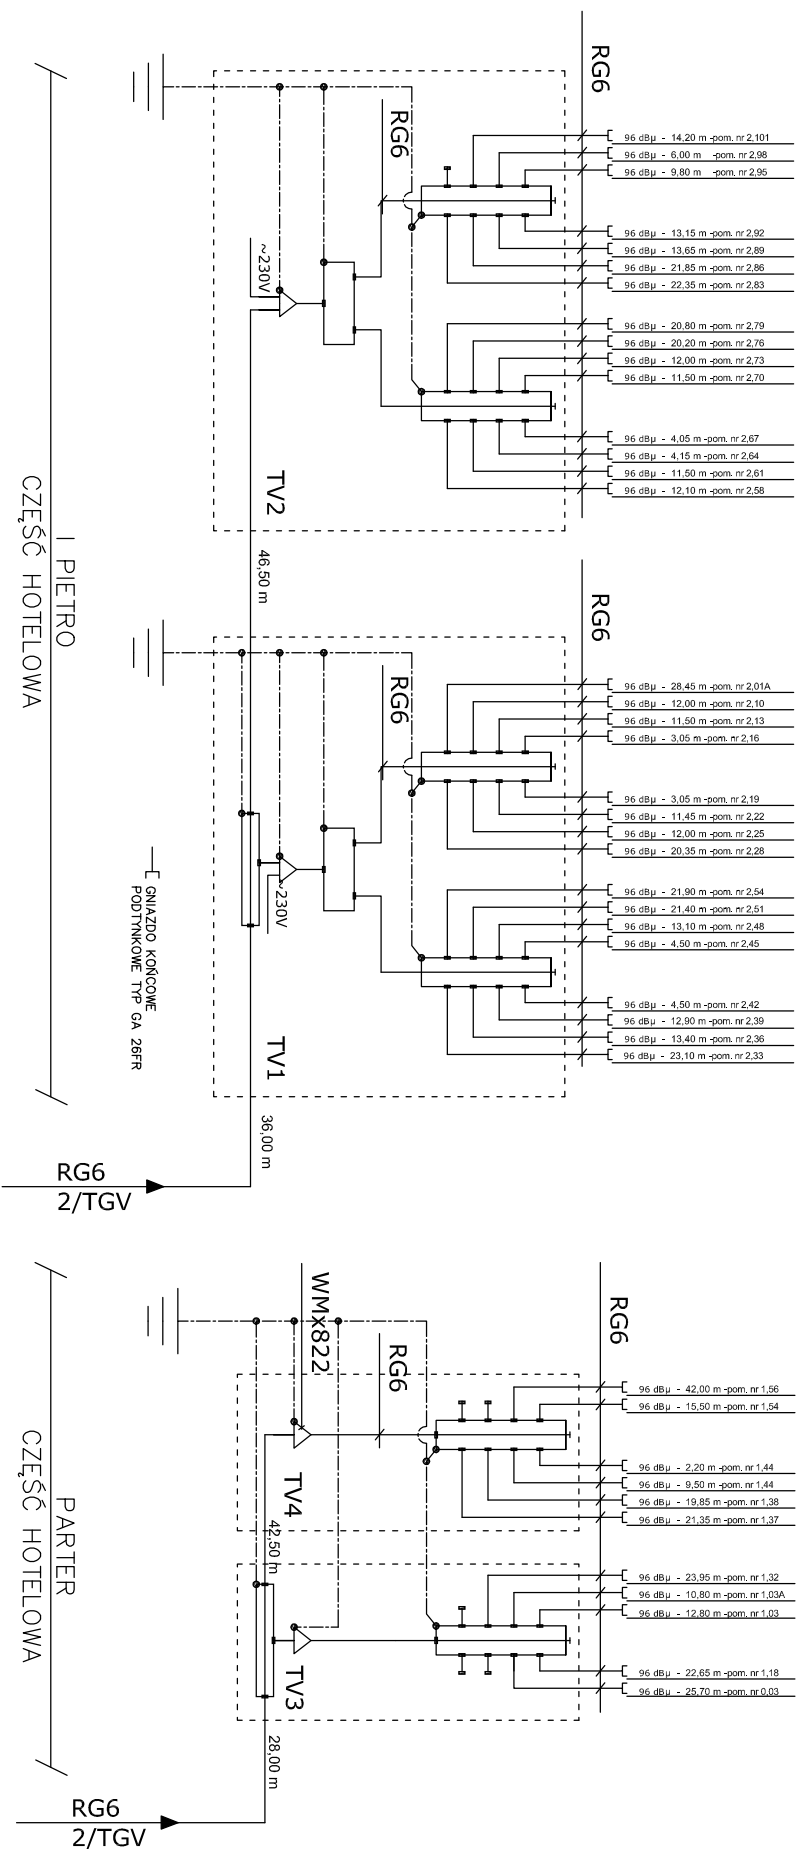 RG6
96 dBµ - 14,20 m -pom. nr 2,101
96 dBµ - 6,00 m -pom. nr 2,98
96 dBµ - 9,80 m -pom. nr 2,95
RG6
96 dBµ - 13,15 m -pom. nr 2,92
96 dBµ - 13,65 m -pom. nr 2,89
96 dBµ - 21,85 m -pom. nr 2,86
96 dBµ - 22,35 m -pom. nr 2,83
~230V
96 dBµ - 20,80 m -pom. nr 2,79
96 dBµ - 20,20 m -pom. nr 2,76
96 dBµ - 12,00 m -pom. nr 2,73
96 dBµ - 11,50 m -pom. nr 2,70
96 dBµ - 4,05 m -pom. nr 2,67
96 dBµ - 4,15 m -pom. nr 2,64
96 dBµ - 11,50 m -pom. nr 2,61
96 dBµ - 12,10 m -pom. nr 2,58
TV2
46,50 m
I PIETRO
CZĘŚĆ HOTELOWA
RG6
96 dBµ - 28,45 m -pom. nr 2,01A
96 dBµ - 12,00 m -pom. nr 2,10
96 dBµ - 11,50 m -pom. nr 2,13
96 dBµ - 3,05 m -pom. nr 2,16
RG6
96 dBµ - 3,05 m -pom. nr 2,19
96 dBµ - 11,45 m -pom. nr 2,22
96 dBµ - 12,00 m -pom. nr 2,25
96 dBµ - 20,35 m -pom. nr 2,28
~230V
96 dBµ - 21,90 m -pom. nr 2,54
96 dBµ - 21,40 m -pom. nr 2,51
96 dBµ - 13,10 m -pom. nr 2,48
96 dBµ - 4,50 m -pom. nr 2,45
96 dBµ - 4,50 m -pom. nr 2,42
96 dBµ - 12,90 m -pom. nr 2,39
96 dBµ - 13,40 m -pom. nr 2,36
96 dBµ - 23,10 m -pom. nr 2,33
GNIAZDO KOŃCOWE
PODTYNKOWE TYP GA 26FR
TV1
36,00 m
RG6
2/TGV
RG6
WMx822
RG6
96 dBµ - 42,00 m -pom. nr 1,56
96 dBµ - 15,50 m -pom. nr 1,54
96 dBµ - 2,20 m -pom. nr 1,44
96 dBµ - 9,50 m -pom. nr 1,44
96 dBµ - 19,85 m -pom. nr 1,38
96 dBµ - 21,35 m -pom. nr 1,37
TV4
42,50 m
PARTER
CZĘŚĆ HOTELOWA
96 dBµ - 23,95 m -pom. nr 1,32
96 dBµ - 10,80 m -pom. nr 1,03A
96 dBµ - 12,80 m -pom. nr 1,03
96 dBµ - 22,65 m -pom. nr 1,18
96 dBµ - 25,70 m -pom. nr 0,03
TV3
28,00 m
RG6
2/TGV